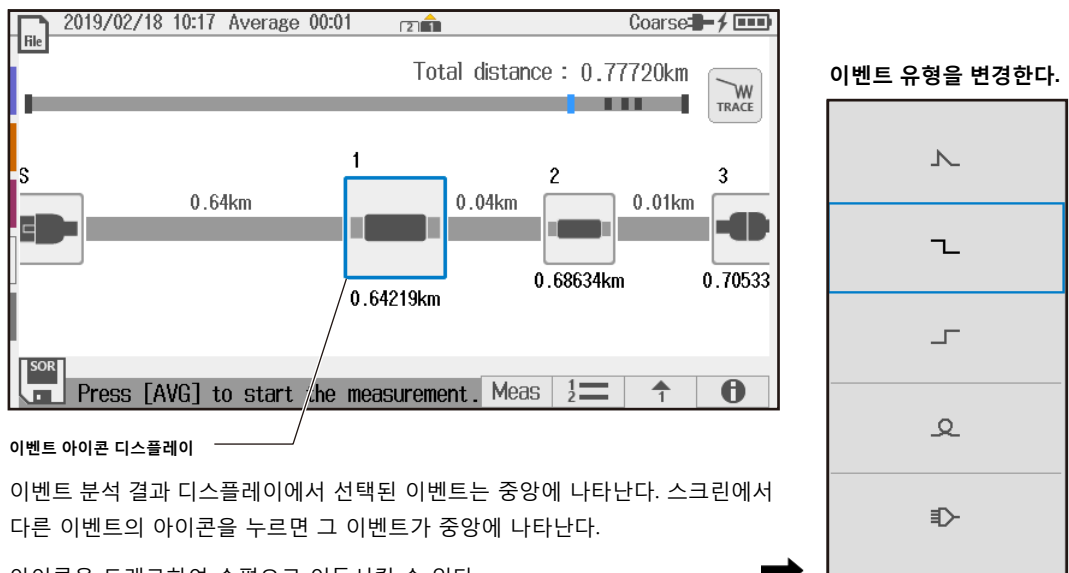 2019/02/18 10:17 Average 00:01 2 1 Coarse
File
Total distance : 0.77720km
W
TRACE
이벤트 유형을 변경한다.
S 1 2 3
0.64km 0.04km 0.01km
0.64219km 0.68634km 0.70533
SOR
Press [AVG] to start the measurement. Meas 1 2 1
이벤트 아이콘 디스플레이
이벤트 분석 결과 디스플레이에서 선택된 이벤트는 중앙에 나타난다. 스크린에서
다른 이벤트의 아이콘을 누르면 그 이벤트가 중앙에 나타난다.